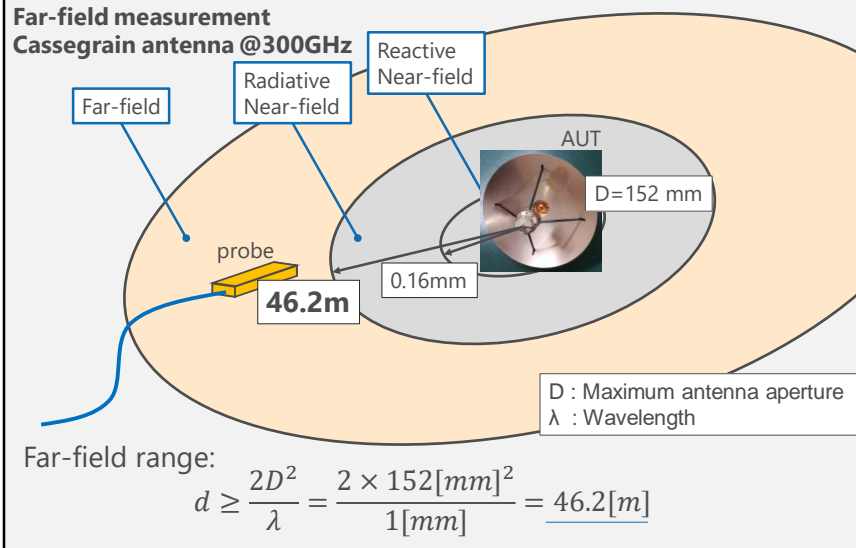 Far-field measurement
Cassegrain antenna @300GHz
Reactive
Near-field
Radiative
Near-field
Far-field
AUT
D=152 mm
probe
0.16mm
46.2m
D : Maximum antenna aperture
λ : Wavelength
Far-field range:
d ≥ 2D²/λ = 2 × 152[mm]²/1[mm] = 46.2[m]